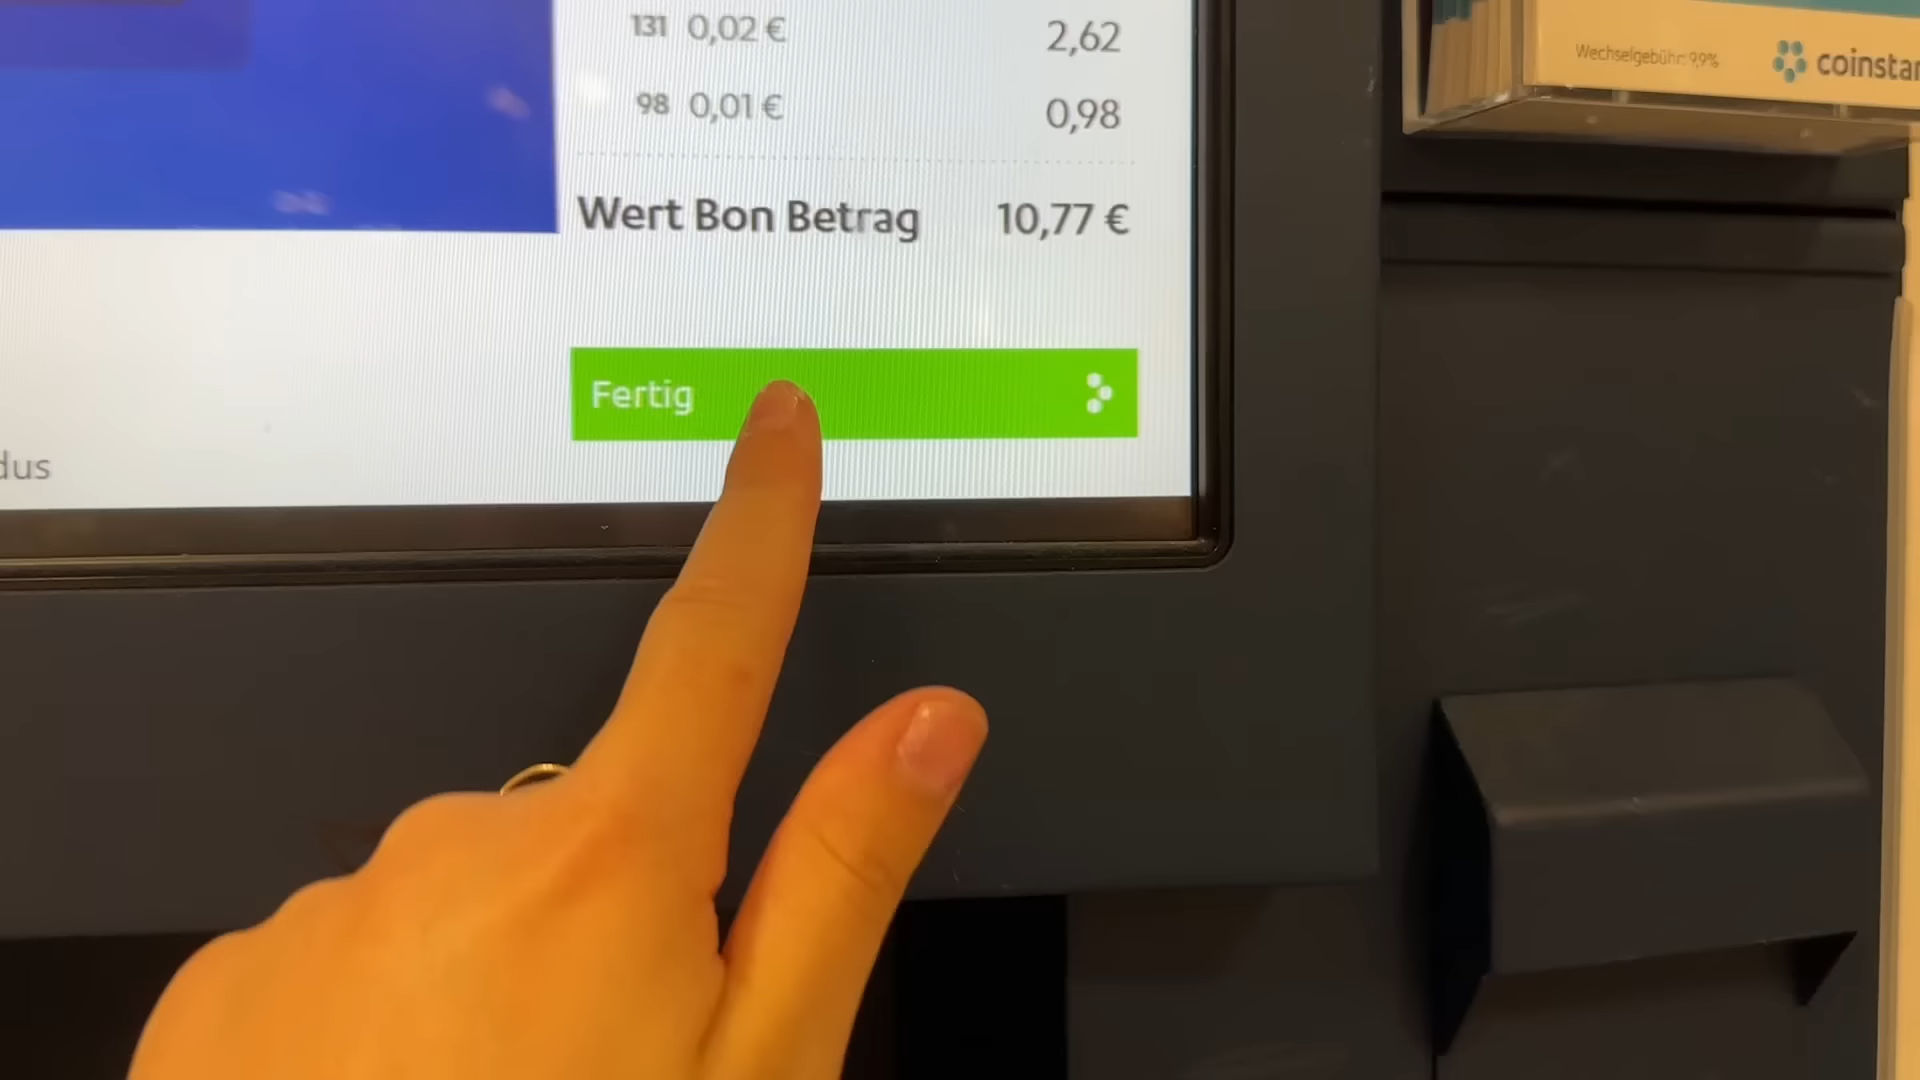 131 0,02 € 2,62
98 0,01 € 0,98
Wert Bon Betrag 10,77 €
Fertig
dus
Wechselgebühr: 9,9%
coinstar